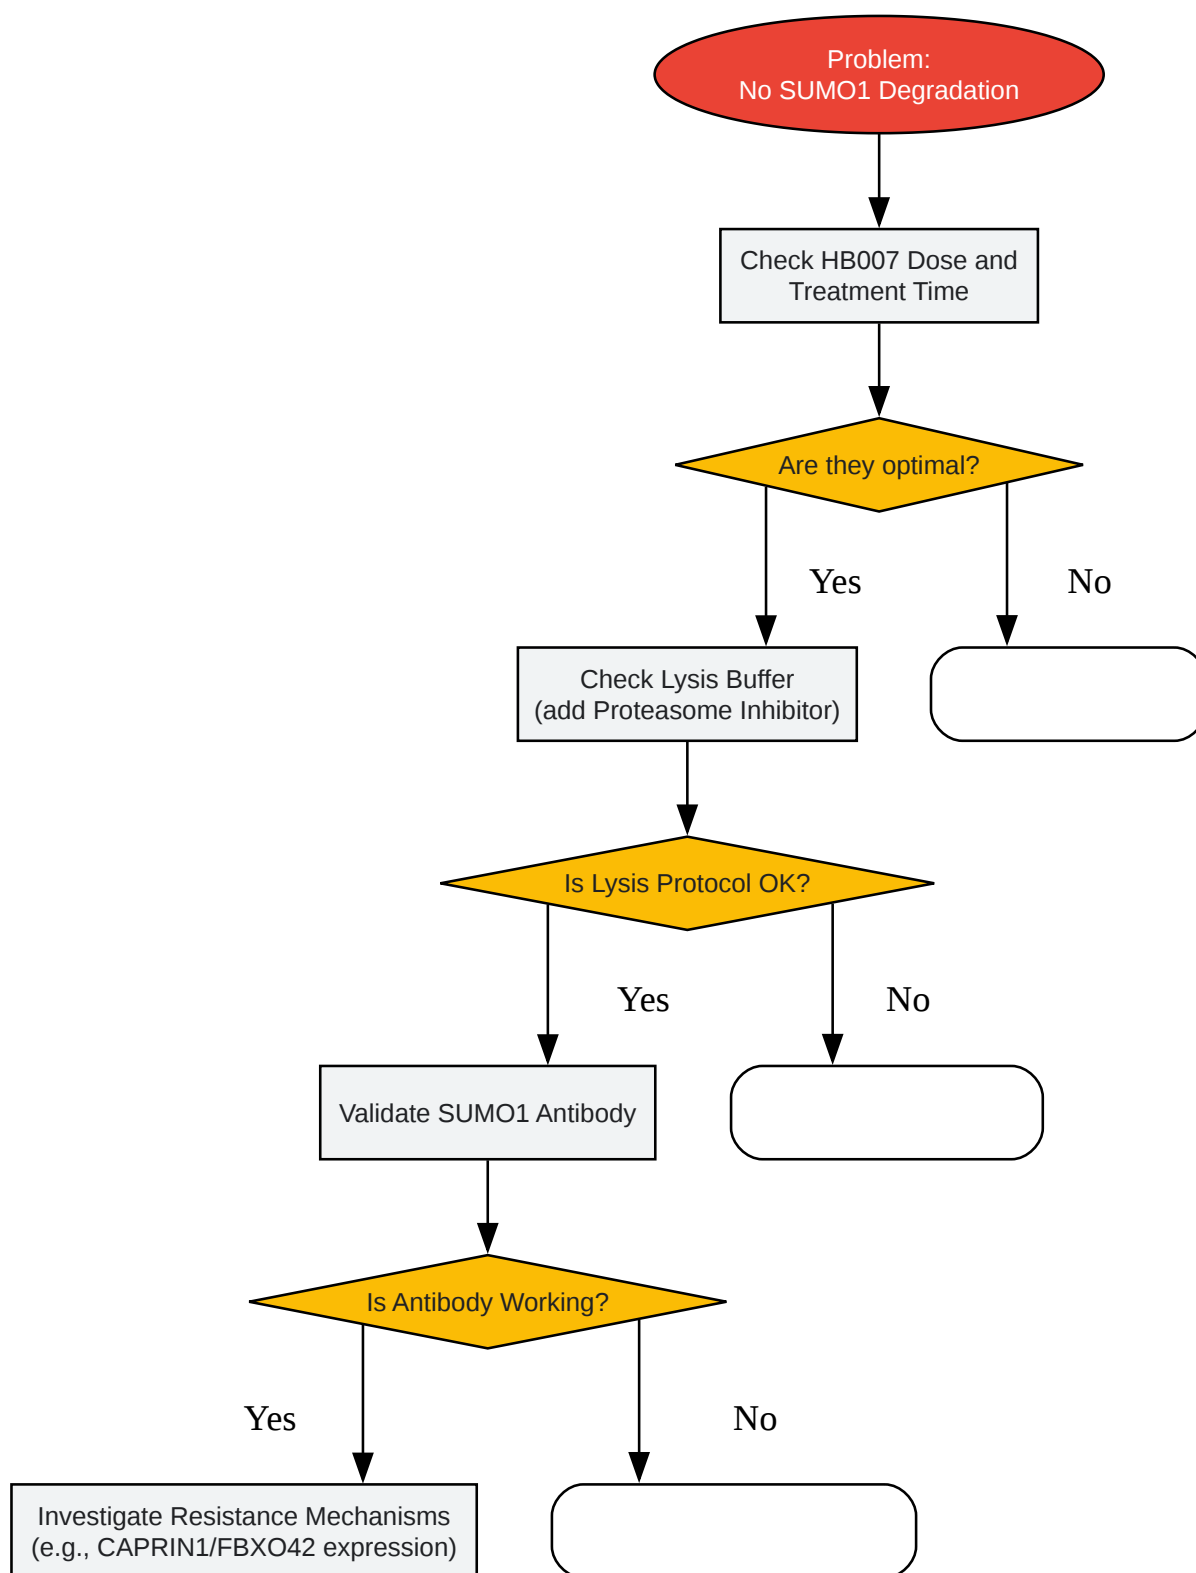 Problem:
No SUMO1 Degradation
Check HB007 Dose and
Treatment Time
Are they optimal?
Yes
No
Check Lysis Buffer
(add Proteasome Inhibitor)
Is Lysis Protocol OK?
Yes
No
Validate SUMO1 Antibody
Is Antibody Working?
Yes
No
Investigate Resistance Mechanisms
(e.g., CAPRIN1/FBXO42 expression)